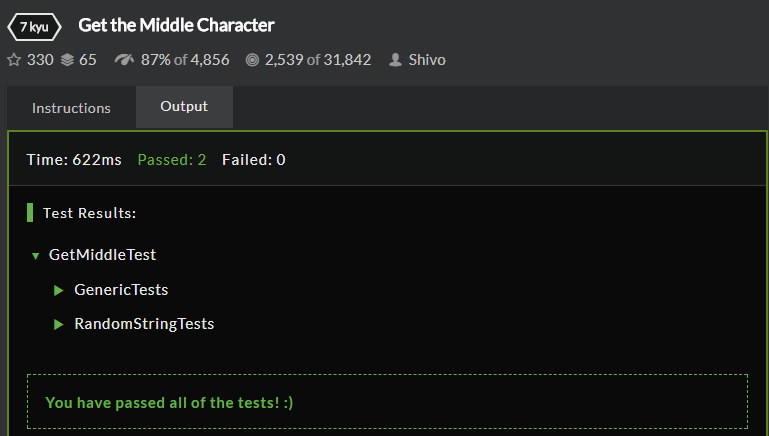 7 kyu Get the Middle Character
330 65 87% of 4,856 2,539 of 31,842 Shivo
Instructions Output
Time: 622ms Passed: 2 Failed: 0
Test Results:
GetMiddleTest
GenericTests
RandomStringTests
You have passed all of the tests! :)